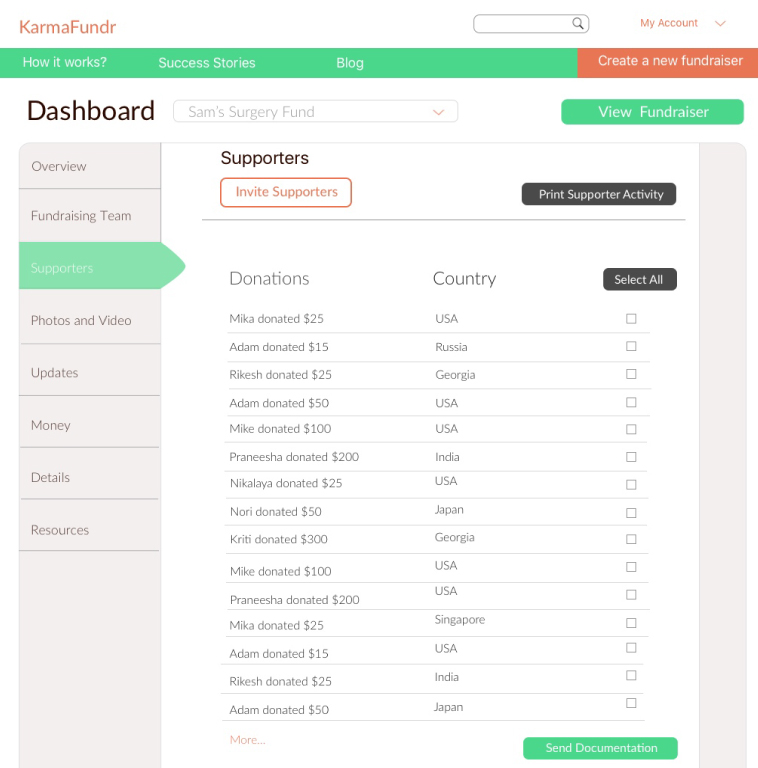 KarmaFundr
My Account
How it works? Success Stories Blog Create a new fundraiser
Dashboard Sam's Surgery Fund View Fundraiser
Overview
Fundraising Team
Supporters
Photos and Video
Updates
Money
Details
Resources
Supporters
Invite Supporters
Print Supporter Activity
Donations Country Select All
Mika donated $25 USA
Adam donated $15 Russia
Rikesh donated $25 Georgia
Adam donated $50 USA
Mike donated $100 USA
Praneesha donated $200 India
Nikalaya donated $25 USA
Nori donated $50 Japan
Kriti donated $300 Georgia
Mike donated $100 USA
Praneesha donated $200 USA
Mika donated $25 Singapore
Adam donated $15 USA
Rikesh donated $25 India
Adam donated $50 Japan
More...
Send Documentation